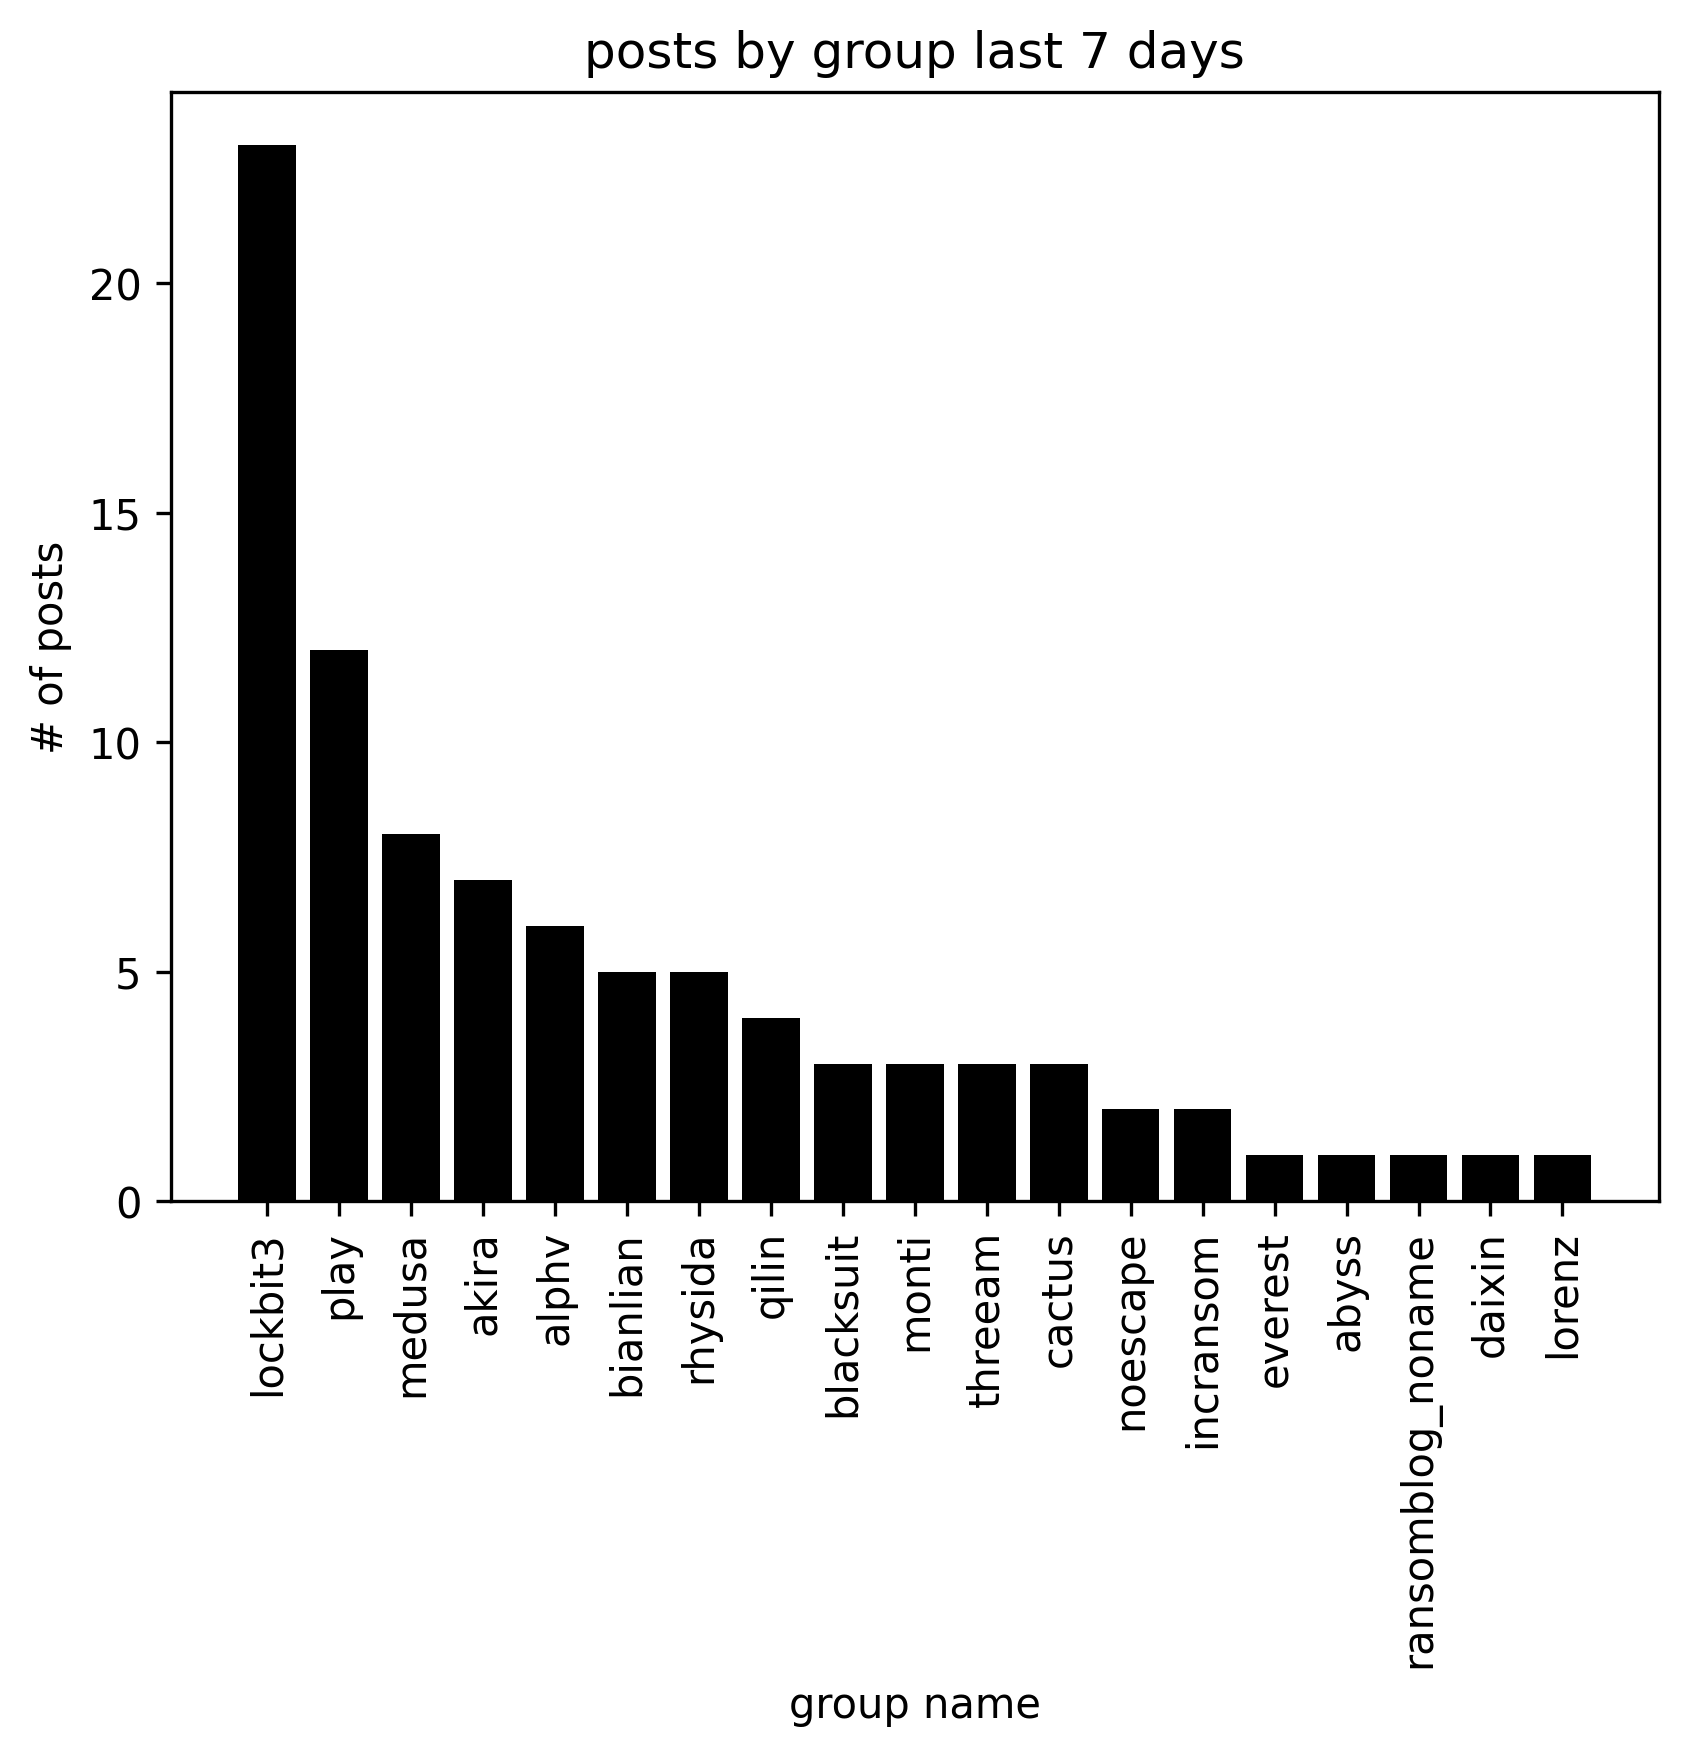 posts by group last 7 days
# of posts
20
15
10
5
0
lockbit3
play
medusa
akira
alphv
bianlian
rhysida
qilin
blacksuit
monti
threeam
cactus
noescape
incransom
everest
abyss
ransomblog_noname
daixin
lorenz
group name